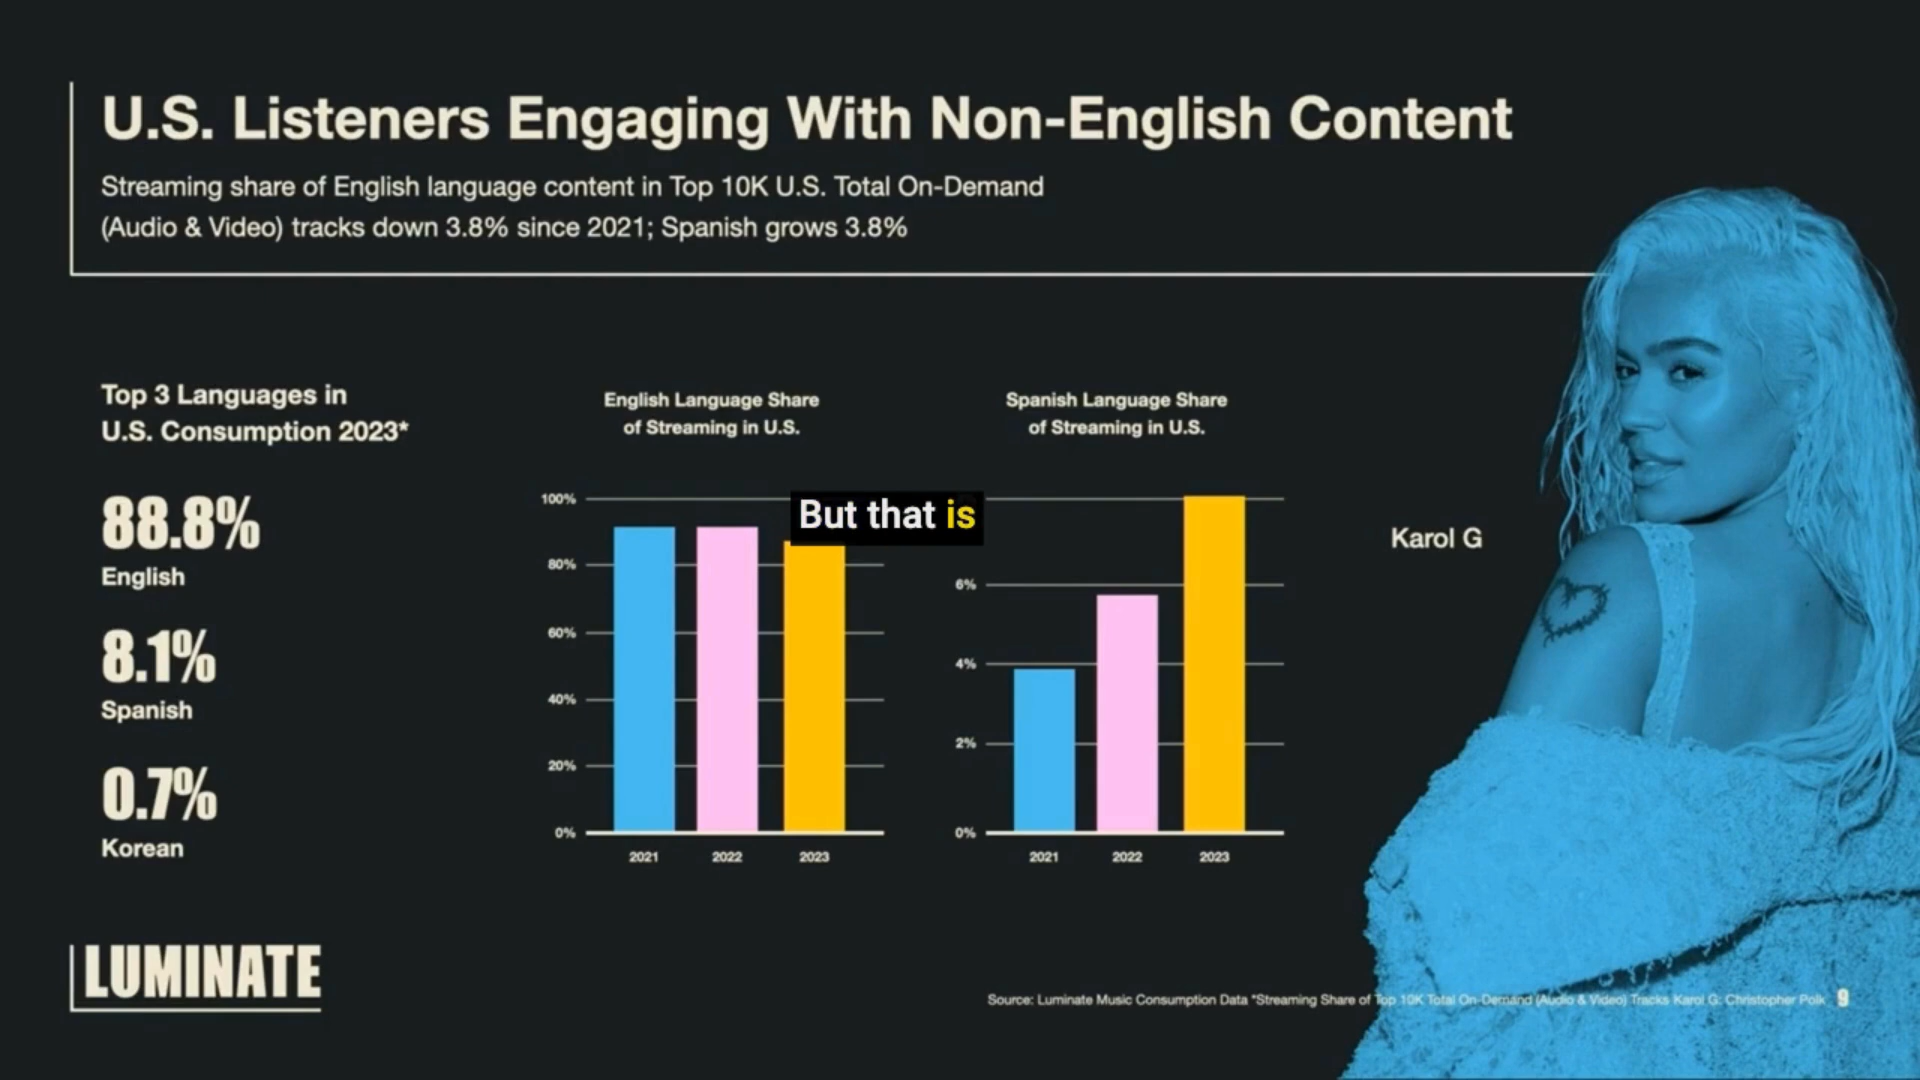 U.S. Listeners Engaging With Non-English Content
Streaming share of English language content in Top 10K U.S. Total On-Demand
(Audio & Video) tracks down 3.8% since 2021; Spanish grows 3.8%
Top 3 Languages in
U.S. Consumption 2023*
88.8%
English
8.1%
Spanish
0.7%
Korean
English Language Share
of Streaming in U.S.
100%
80%
60%
40%
20%
0%
2021 2022 2023
But that is
Spanish Language Share
of Streaming in U.S.
6%
4%
2%
0%
2021 2022 2023
Karol G
LUMINATE
Source: Luminate Music Consumption Data *Streaming Share of Top 10K Total On-Demand (Audio & Video) Tracks Karol G: Christopher Polk 9